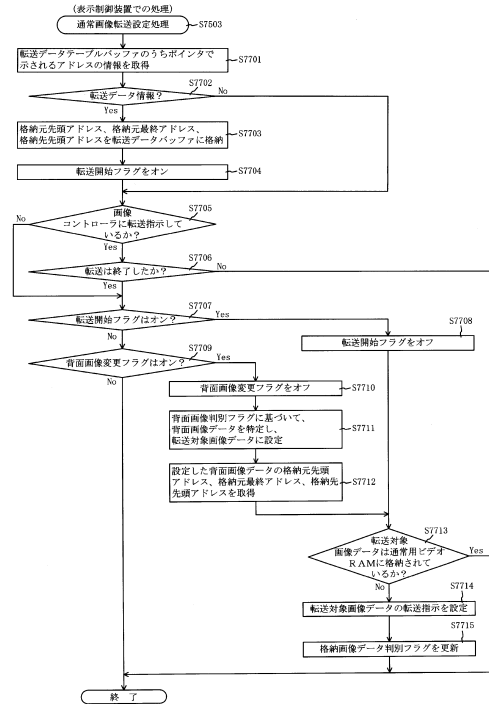 (表示制御装置での処理)
通常画像転送設定処理
S7503
転送データテーブルバッファのうちポインタで
示されるアドレスの情報を取得
S7701
転送データ情報?
S7702
No
Yes
格納元先頭アドレス、格納元最終アドレス、
格納先先頭アドレスを転送データバッファに格納
S7703
転送開始フラグをオン
S7704
画像
コントローラに転送指示して
いるか?
S7705
No
Yes
転送は終了したか?
S7706
No
Yes
転送開始フラグはオン?
S7707
Yes
No
転送開始フラグをオフ
S7708
背面画像変更フラグはオン?
S7709
Yes
No
背面画像変更フラグをオフ
S7710
背面画像判別フラグに基づいて、
背面画像データを特定し、
転送対象画像データに設定
S7711
設定した背面画像データの格納元先頭
アドレス、格納元最終アドレス、格納先
先頭アドレスを取得
S7712
転送対象
画像データは通常用ビデオ
RAMに格納されて
いるか?
S7713
Yes
No
転送対象画像データの転送指示を設定
S7714
格納画像データ判別フラグを更新
S7715
終 了